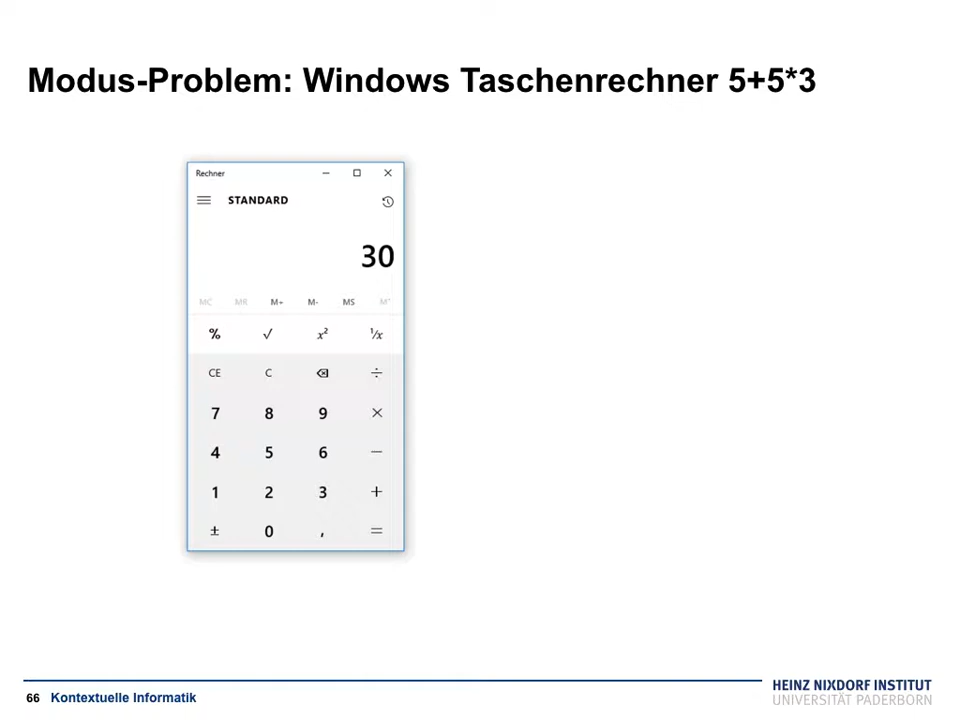 Modus-Problem: Windows Taschenrechner 5+5*3
Rechner
STANDARD
30
MC MR M+ M- MS M˅
% √ x² ¹/x
CE C ÷
7 8 9 ×
4 5 6 −
1 2 3 +
± 0 , =
66 Kontextuelle Informatik
HEINZ NIXDORF INSTITUT
UNIVERSITÄT PADERBORN